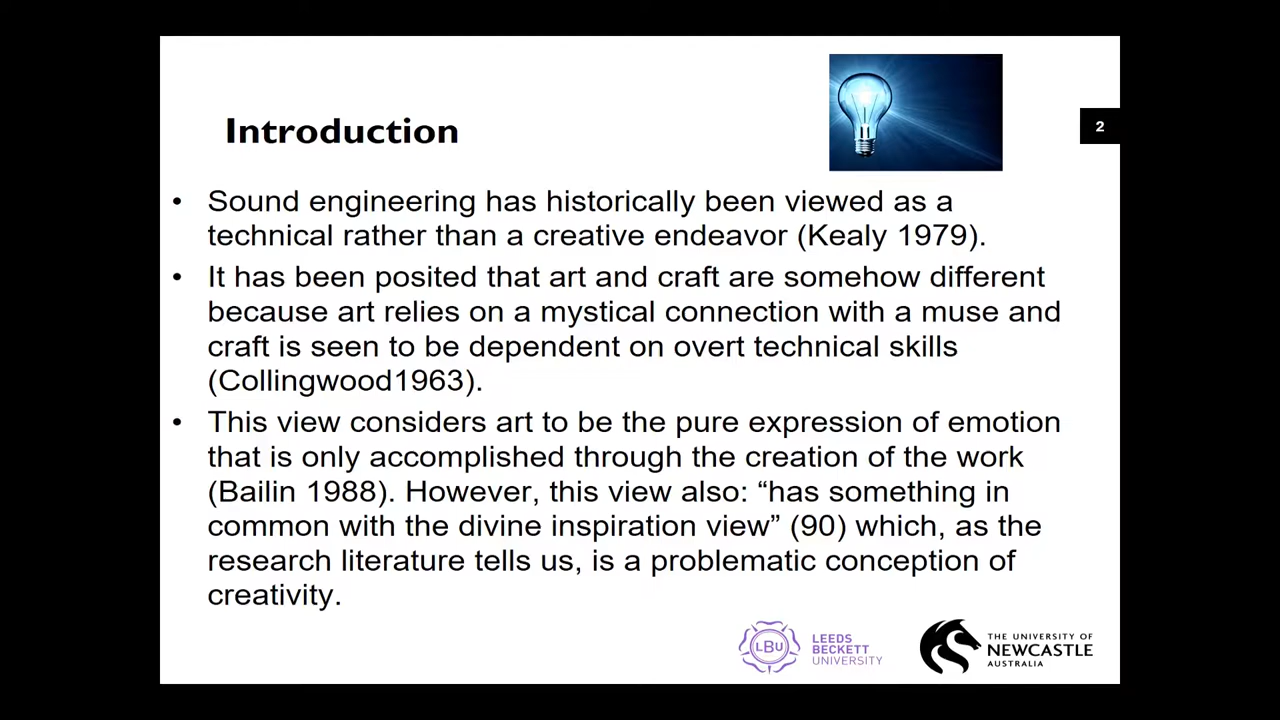 Introduction
2
• Sound engineering has historically been viewed as a
technical rather than a creative endeavor (Kealy 1979).
• It has been posited that art and craft are somehow different
because art relies on a mystical connection with a muse and
craft is seen to be dependent on overt technical skills
(Collingwood1963).
• This view considers art to be the pure expression of emotion
that is only accomplished through the creation of the work
(Bailin 1988). However, this view also: “has something in
common with the divine inspiration view” (90) which, as the
research literature tells us, is a problematic conception of
creativity.
LBU
LEEDS
BECKETT
UNIVERSITY
THE UNIVERSITY OF
NEWCASTLE
AUSTRALIA